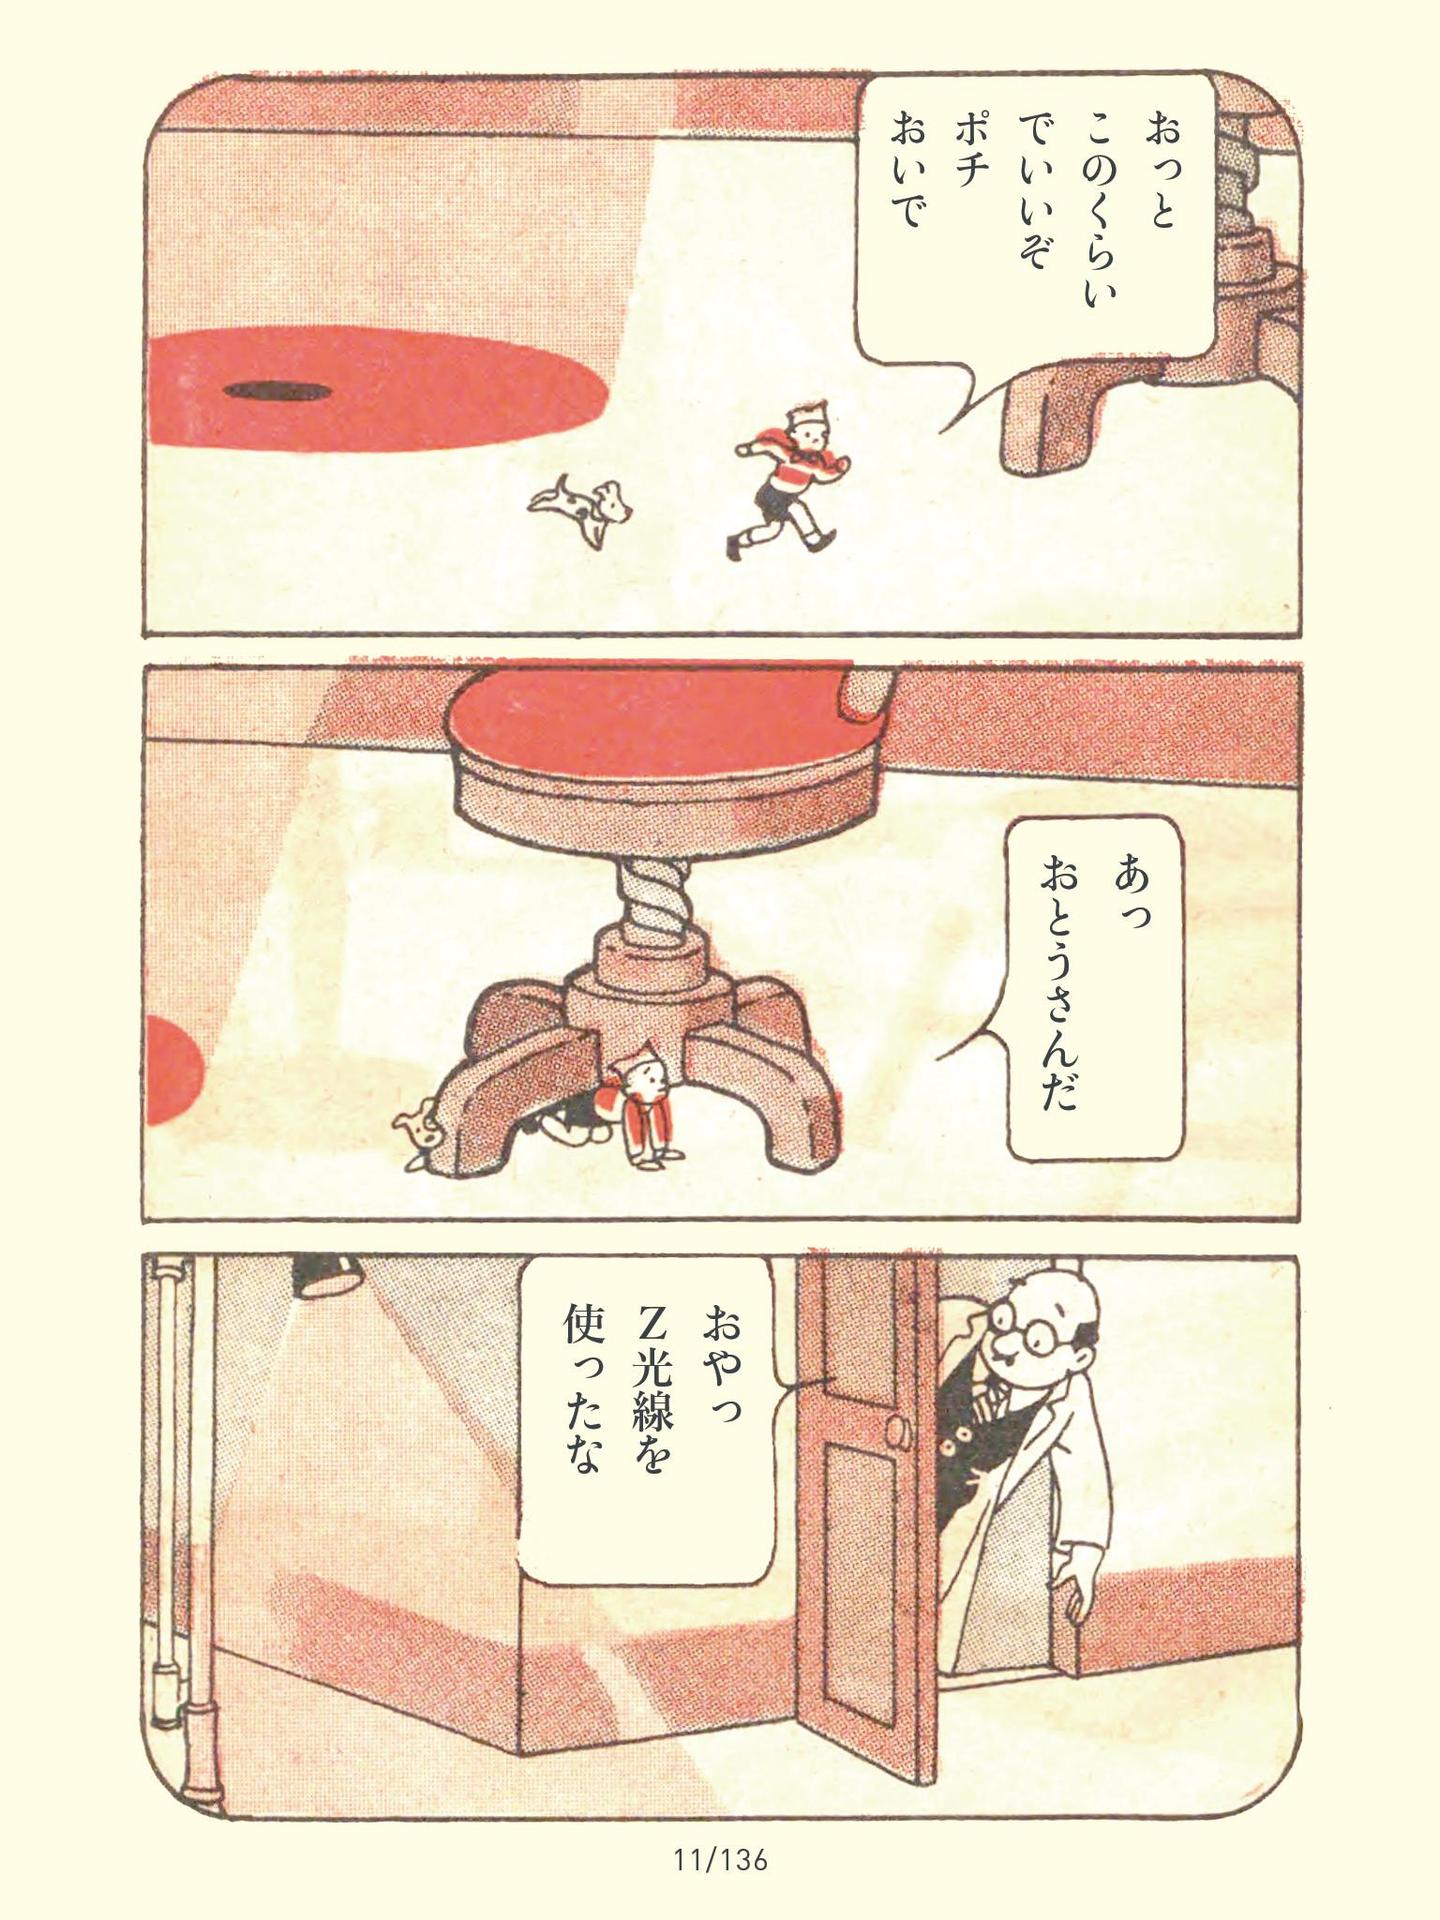 おっと
このくらい
でいいぞ
ポチ
おいで
あっ
おとうさんだ
おやっ
Z光線を
使ったな
11/136